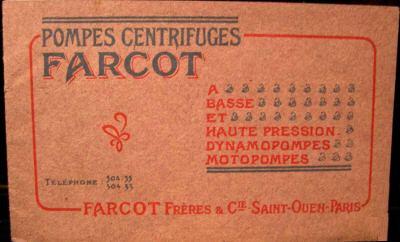 POMPES CENTRIFUGES
FARCOT
A
BASSE
ET
HAUTE PRESSION
DYNAMOPOMPES
MOTOPOMPES
TÉLÉPHONE : 504/55
504 55
FARCOT FRÈRES & CIE SAINT-OUEN-PARIS